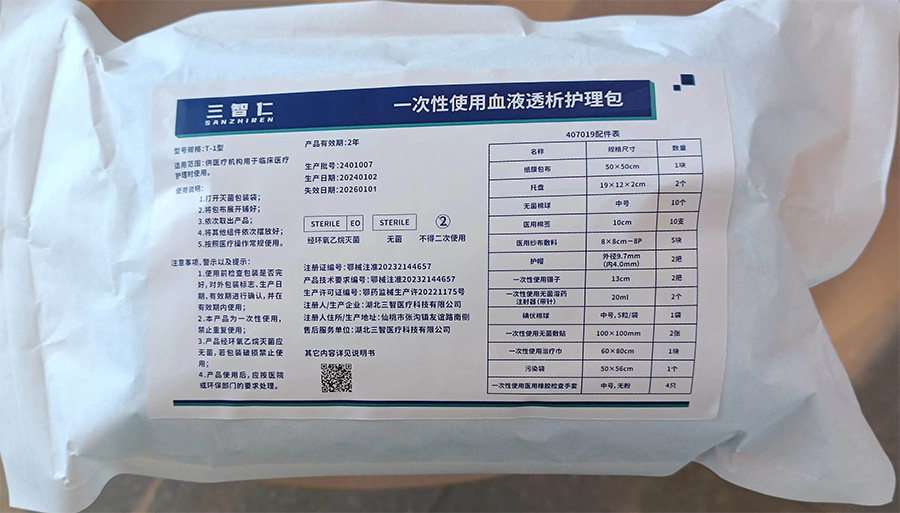 三智仁
SANZHIREN
一次性使用血液透析护理包
型号规格:T-1型
适用范围:供医疗机构用于临床医疗
护理时使用。
使用说明:
1.打开灭菌包装袋;
2.将包布展开铺好;
3.依次取出产品;
4.将其他组件依次摆放好;
5.按照医疗操作常规使用。
注意事项、警示以及提示:
1.使用前检查包装是否完
好,对外包装标志、生产日
期、有效期进行确认,并在
有效期内使用;
2.本产品为一次性使用,
禁止重复使用;
3.产品经环氧乙烷灭菌应
无菌,若包装破损禁止使
用;
4.产品使用后,应按医院
或环保部门的要求处理。
产品有效期:2年
生产批号:2401007
生产日期:20240102
失效日期:20260101
STERILE EO STERILE ②
经环氧乙烷灭菌 无菌 不得二次使用
注册证编号:鄂械注准20232144657
产品技术要求编号:鄂械注准20232144657
生产许可证编号:鄂药监械生产许20221175号
注册人/生产企业:湖北三智医疗科技有限公司
注册人住所/生产地址:仙桃市张沟镇友谊路南侧
售后服务单位:湖北三智医疗科技有限公司
其它内容详见说明书
407019配件表
名称 规格尺寸 数量
纸膜包布 50×50cm 1块
托盘 19×12×2cm 2个
无菌棉球 中号 10个
医用棉签 10cm 10支
医用纱布敷料 8×8cm-8P 5块
护帽 外径9.7mm
(内4.0mm) 2把
一次性使用镊子 13cm 2把
一次性使用无菌溶药
注射器(带针) 20ml 2个
碘伏棉球 中号,5粒/袋 1袋
一次性使用无菌敷贴 100×100mm 2张
一次性使用治疗巾 60×80cm 1块
污染袋 50×56cm 1个
一次性使用医用橡胶检查手套 中号,无粉 4只